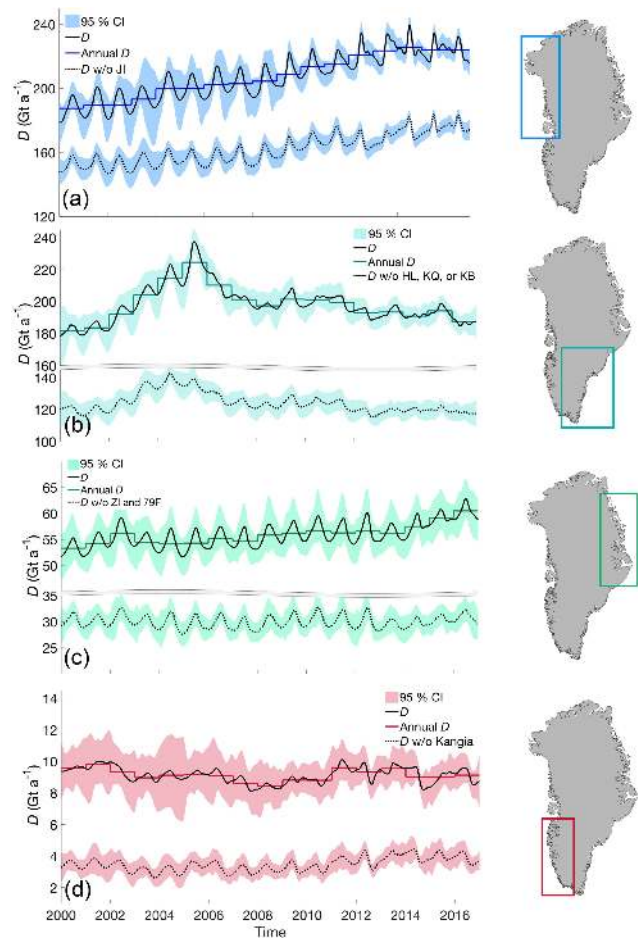 240
95 % CI
D
Annual D
D w/o JI
200
D (Gt a⁻¹)
160
120
(a)
240
95 % CI
D
Annual D
D w/o HL, KQ, or KB
220
D (Gt a⁻¹)
200
180
160
140
120
100
(b)
95 % CI
D
Annual D
D w/o ZI and 79F
65
60
55
D (Gt a⁻¹)
50
35
30
25
(c)
14
95 % CI
D
Annual D
D w/o Kangia
12
10
D (Gt a⁻¹)
8
6
4
2
(d)
2000 2002 2004 2006 2008 2010 2012 2014 2016
Time